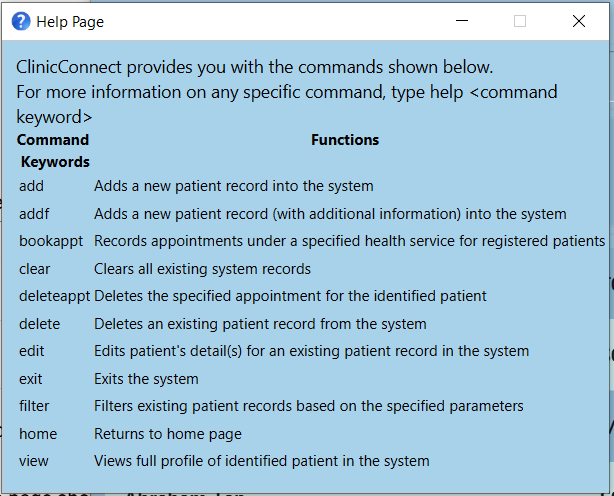 Help Page
ClinicConnect provides you with the commands shown below.
For more information on any specific command, type help <command
keyword>
Command Functions
Keywords
add Adds a new patient record into the system
addf Adds a new patient record (with additional information) into the system
bookappt Records appointments under a specified health service for registered patients
clear Clears all existing system records
deleteappt Deletes the specified appointment for the identified patient
delete Deletes an existing patient record from the system
edit Edits patient's detail(s) for an existing patient record in the system
exit Exits the system
filter Filters existing patient records based on the specified parameters
home Returns to home page
view Views full profile of identified patient in the system